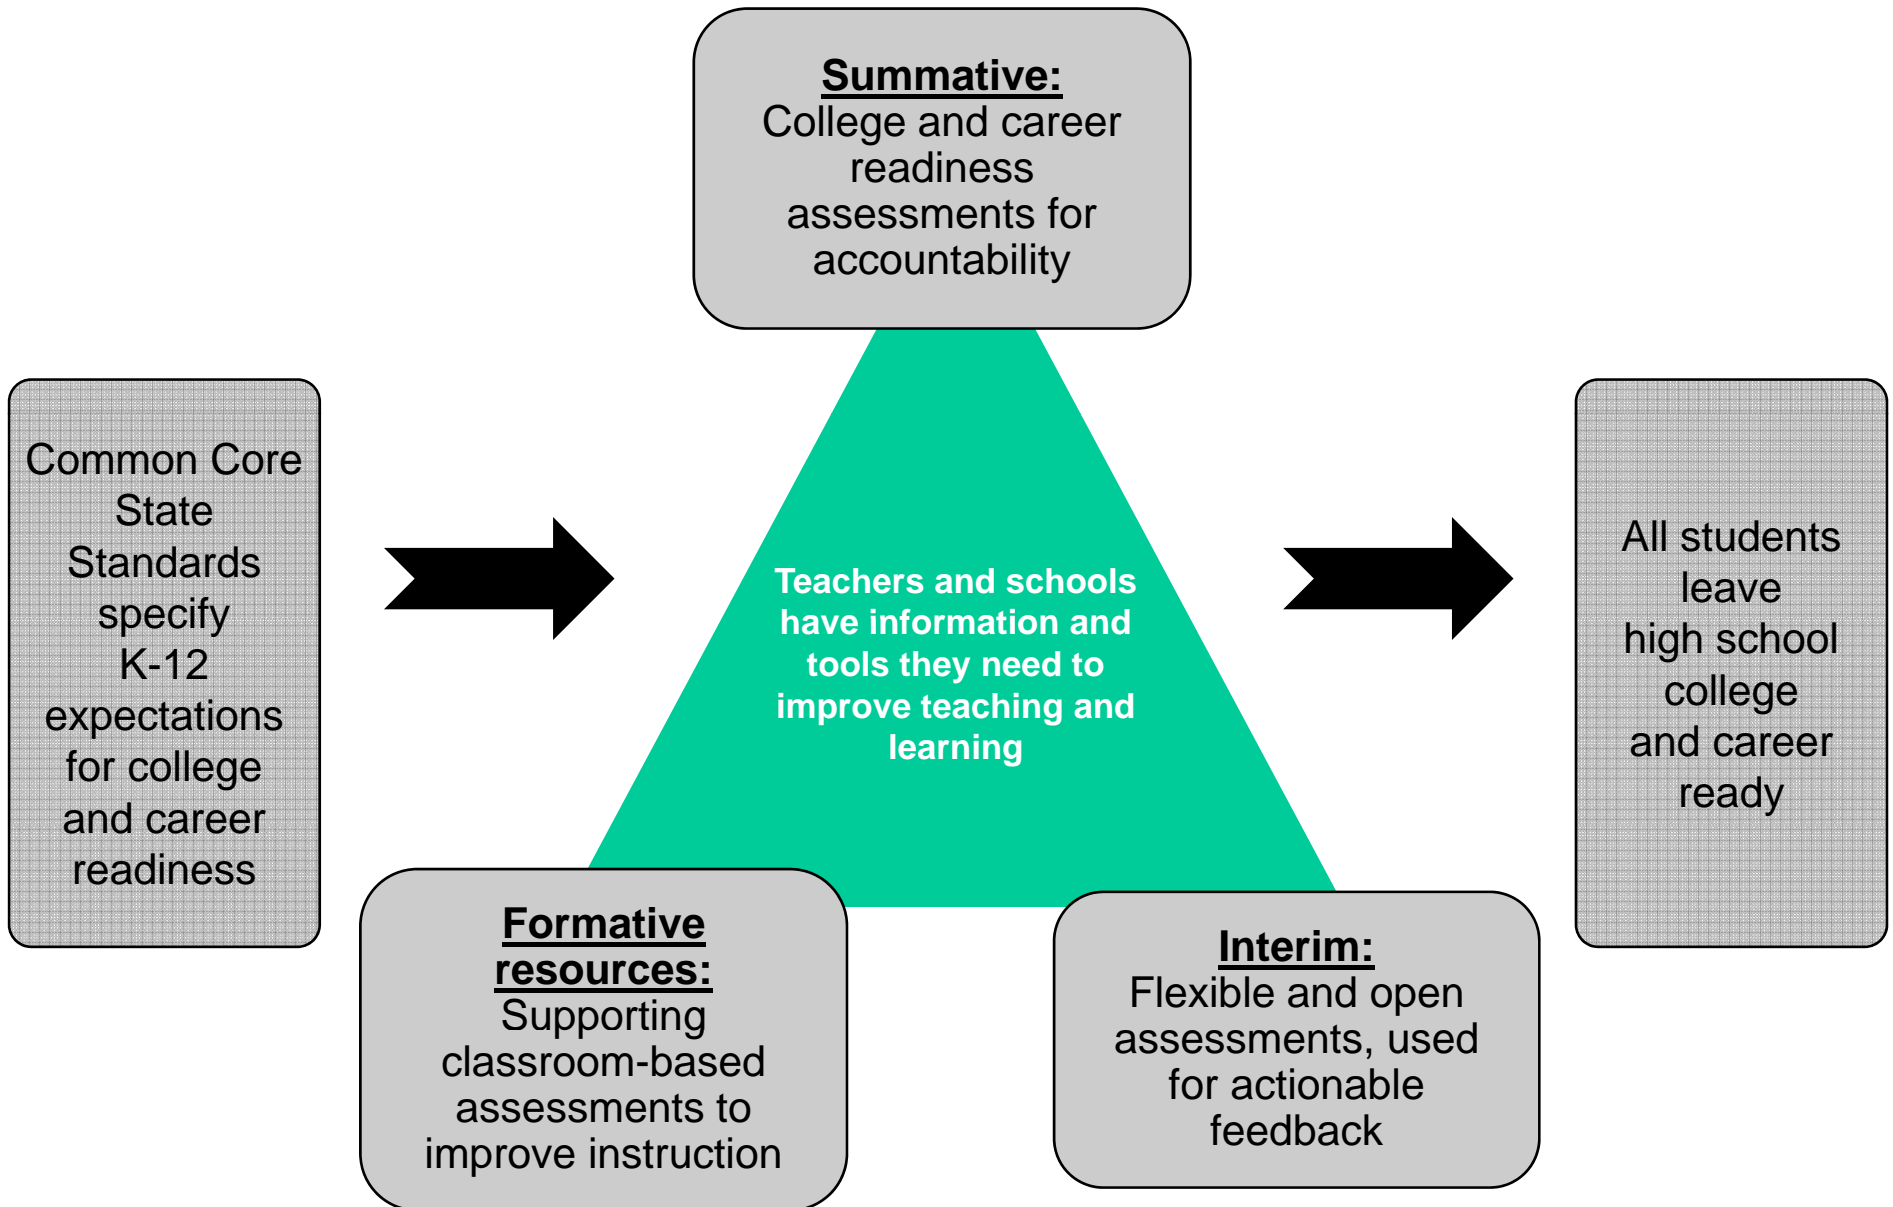 Summative:
College and career
readiness
assessments for
accountability
Common Core
State
Standards
specify
K-12
expectations
for college
and career
readiness
Teachers and schools
have information and
tools they need to
improve teaching and
learning
All students
leave
high school
college
and career
ready
Formative
resources:
Supporting
classroom-based
assessments to
improve instruction
Interim:
Flexible and open
assessments, used
for actionable
feedback